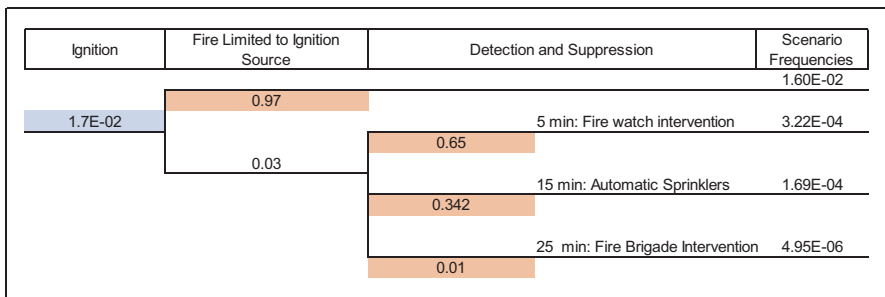 Ignition
Fire Limited to Ignition
Source
Detection and Suppression
Scenario
Frequencies
1.60E-02
0.97
1.7E-02
5 min: Fire watch intervention
3.22E-04
0.65
0.03
15 min: Automatic Sprinklers
1.69E-04
0.342
25 min: Fire Brigade Intervention
4.95E-06
0.01